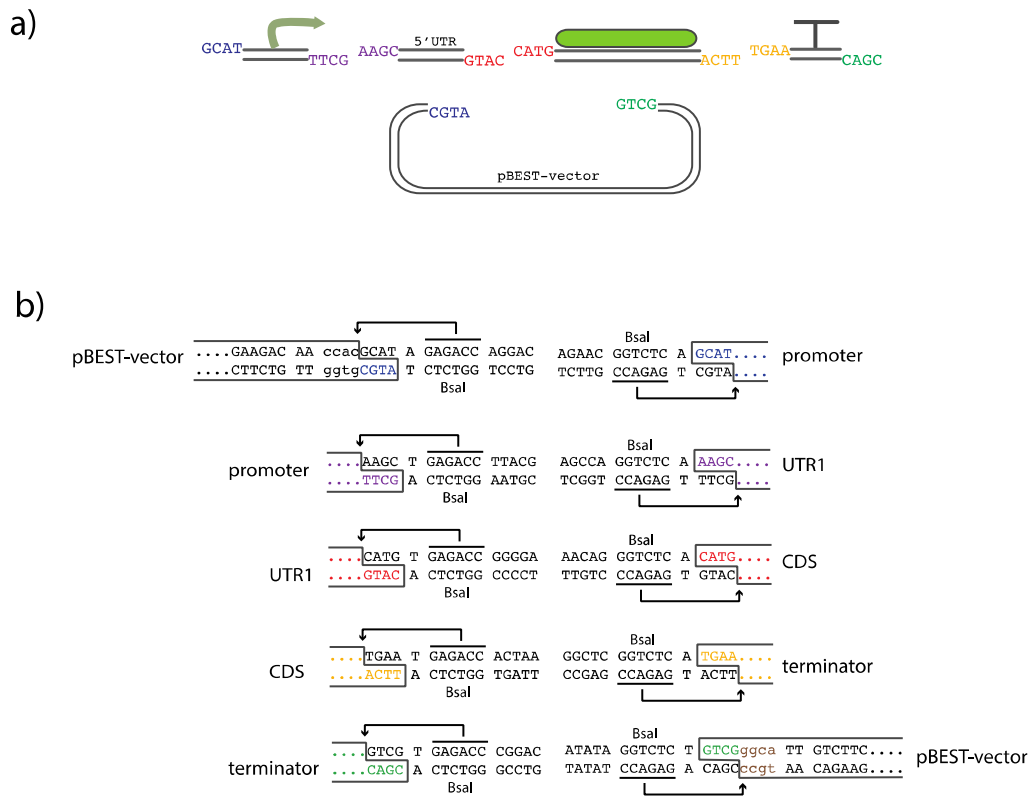 a)
GCAT TTCG AAGC 5'UTR GTAC CATG ACTT TGAA CAGC
CGTA GTCG
pBEST-vector
b)
BsaI
pBEST-vector ....GAAGACAAccacGCAT A GAGACC AGGAC AGAAC GGTCTC A GCAT.... promoter
....CTTCTG TT ggtgCGTA T CTCTGG TCCTG TCTTG CCAGAG T CGTA....
BsaI
BsaI
promoter ....AAGC T GAGACC TTACG AGCCA GGTCTC A AAGC.... UTR1
....TTCG A CTCTGG AATGC TCGGT CCAGAG T TTCG....
BsaI
BsaI
UTR1 ....CATG T GAGACC GGGGA AACAG GGTCTC A CATG.... CDS
....GTAC A CTCTGG CCCCT TTGTC CCAGAG T GTAC....
BsaI
BsaI
CDS ....TGAA T GAGACC ACTAA GGCTC GGTCTC A TGAA.... terminator
....ACTT A CTCTGG TGATT CCGAG CCAGAG T ACTT....
BsaI
BsaI
terminator ....GTCG T GAGACC CGGAC ATATA GGTCTC T GTCGggca TT GTCTTC.... pBEST-vector
....CAGC A CTCTGG GCCTG TATAT CCAGAG A CAGCccgt AA CAGAAG....
BsaI